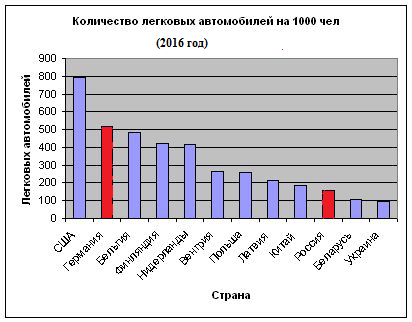 Количество легковых автомобилей на 1000 чел
(2016 год)
Легковых автомобилей
900
800
700
600
500
400
300
200
100
0
США
Германия
Бельгия
Финляндия
Нидерланды
Венгрия
Польша
Латвия
Китай
Россия
Беларусь
Украина
Страна